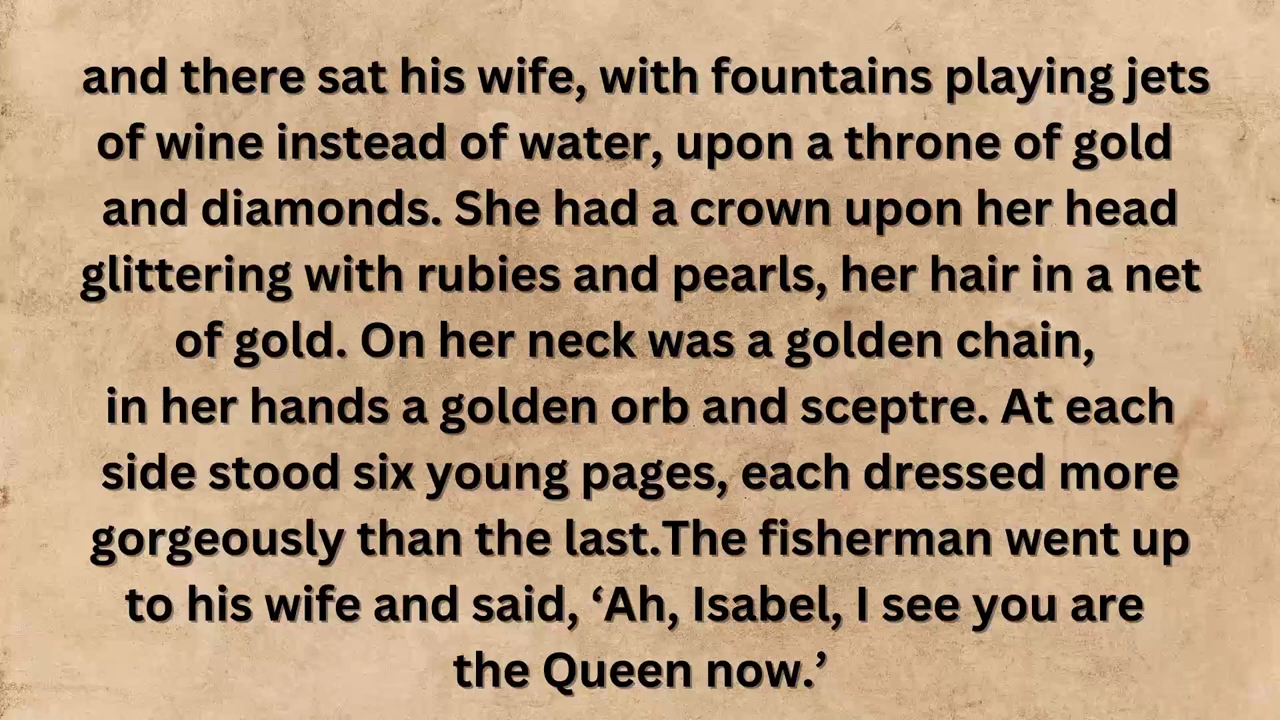 and there sat his wife, with fountains playing jets
of wine instead of water, upon a throne of gold
and diamonds. She had a crown upon her head
glittering with rubies and pearls, her hair in a net
of gold. On her neck was a golden chain,
in her hands a golden orb and sceptre. At each
side stood six young pages, each dressed more
gorgeously than the last.The fisherman went up
to his wife and said, ‘Ah, Isabel, I see you are
the Queen now.’